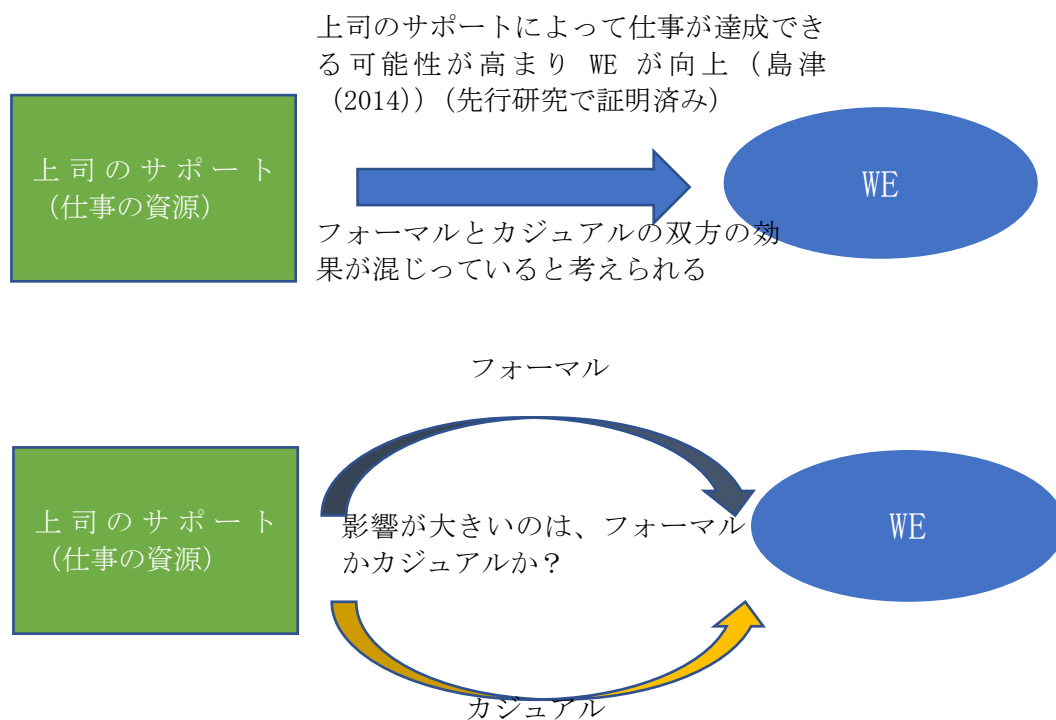 上司のサポートによって仕事が達成でき
る可能性が高まり WE が向上（島津
（2014））（先行研究で証明済み）
上司のサポート
（仕事の資源）
WE
フォーマルとカジュアルの双方の効
果が混じっていると考えられる
フォーマル
上司のサポート
（仕事の資源）
影響が大きいのは、フォーマル
かカジュアルか？
WE
カジュアル